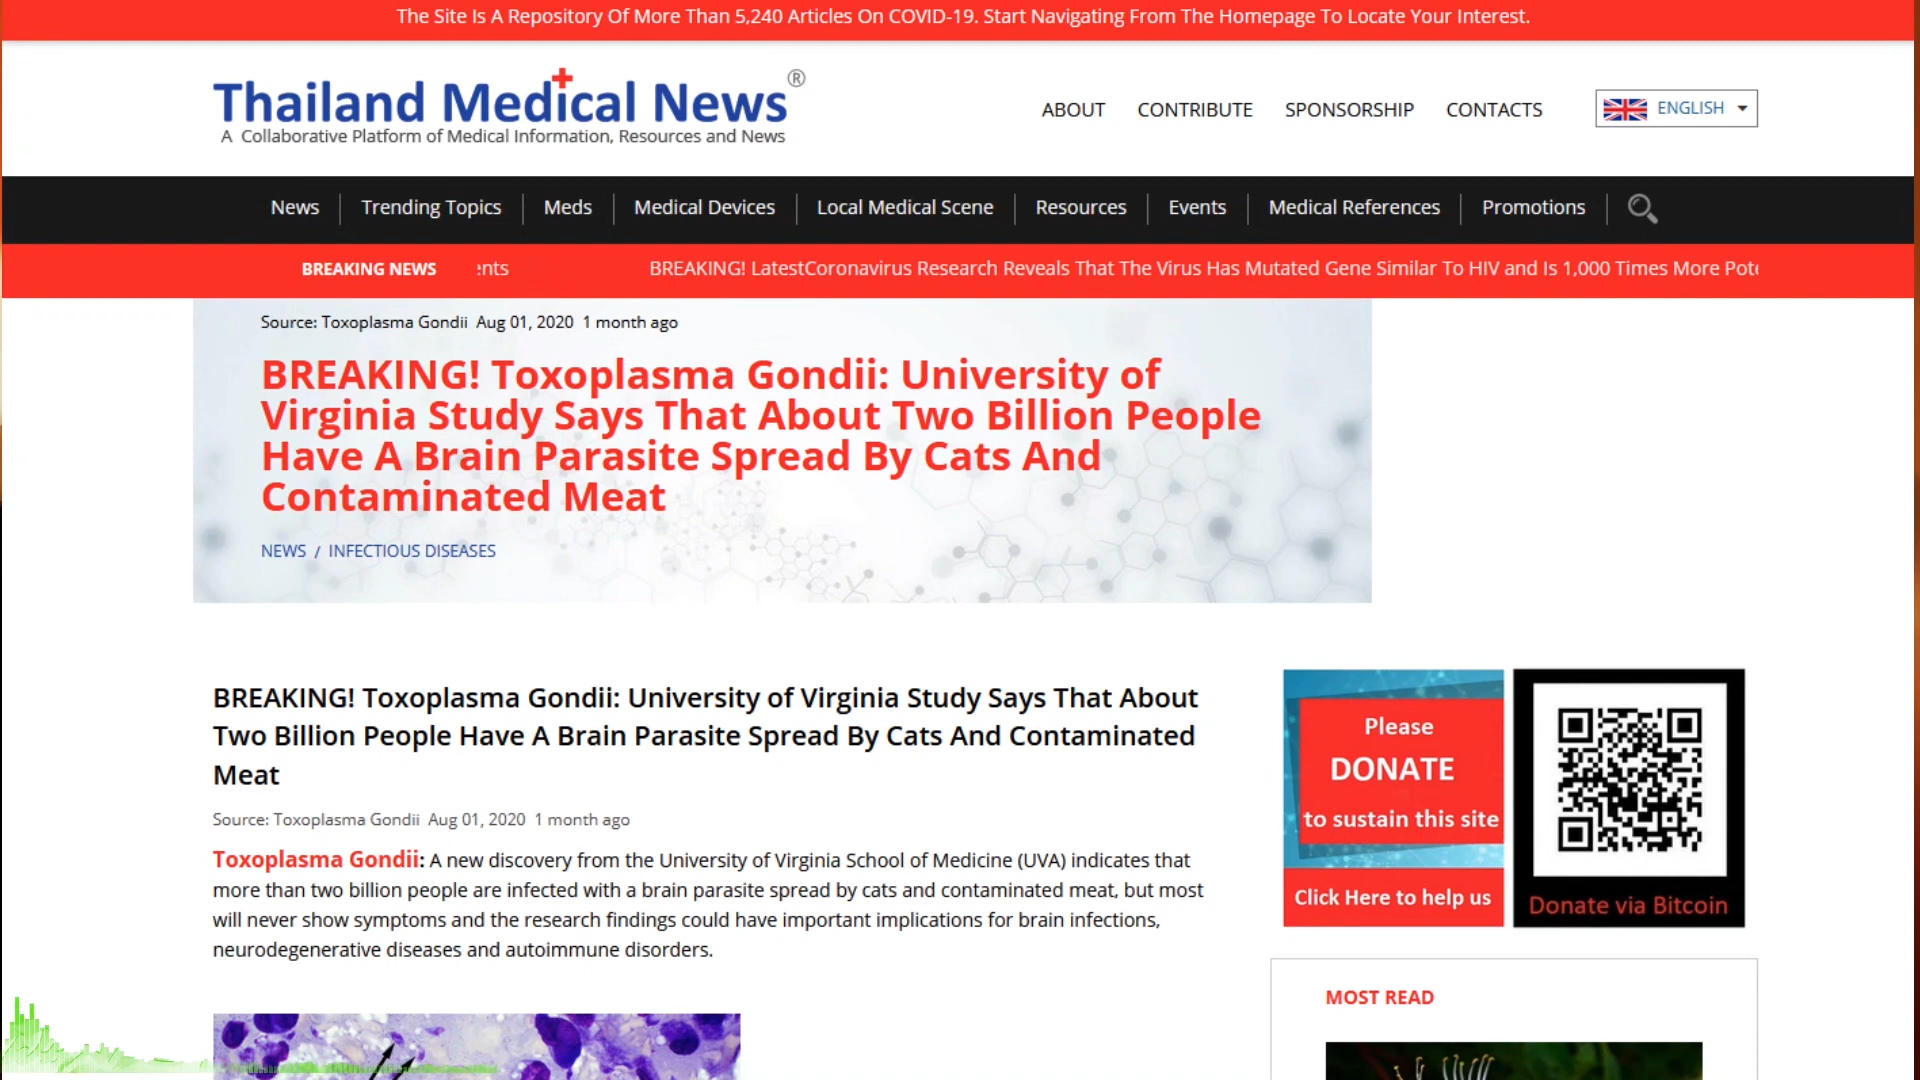 The Site Is A Repository Of More Than 5,240 Articles On COVID-19. Start Navigating From The Homepage To Locate Your Interest.
Thailand Medical News®
A Collaborative Platform of Medical Information, Resources and News
ABOUT CONTRIBUTE SPONSORSHIP CONTACTS ENGLISH
News Trending Topics Meds Medical Devices Local Medical Scene Resources Events Medical References Promotions
BREAKING NEWS ents BREAKING! LatestCoronavirus Research Reveals That The Virus Has Mutated Gene Similar To HIV and Is 1,000 Times More Pote
Source: Toxoplasma Gondii Aug 01, 2020 1 month ago
BREAKING! Toxoplasma Gondii: University of
Virginia Study Says That About Two Billion People
Have A Brain Parasite Spread By Cats And
Contaminated Meat
NEWS / INFECTIOUS DISEASES
BREAKING! Toxoplasma Gondii: University of Virginia Study Says That About
Two Billion People Have A Brain Parasite Spread By Cats And Contaminated
Meat
Source: Toxoplasma Gondii Aug 01, 2020 1 month ago
Toxoplasma Gondii: A new discovery from the University of Virginia School of Medicine (UVA) indicates that
more than two billion people are infected with a brain parasite spread by cats and contaminated meat, but most
will never show symptoms and the research findings could have important implications for brain infections,
neurodegenerative diseases and autoimmune disorders.
Please
DONATE
to sustain this site
Click Here to help us
Donate via Bitcoin
MOST READ